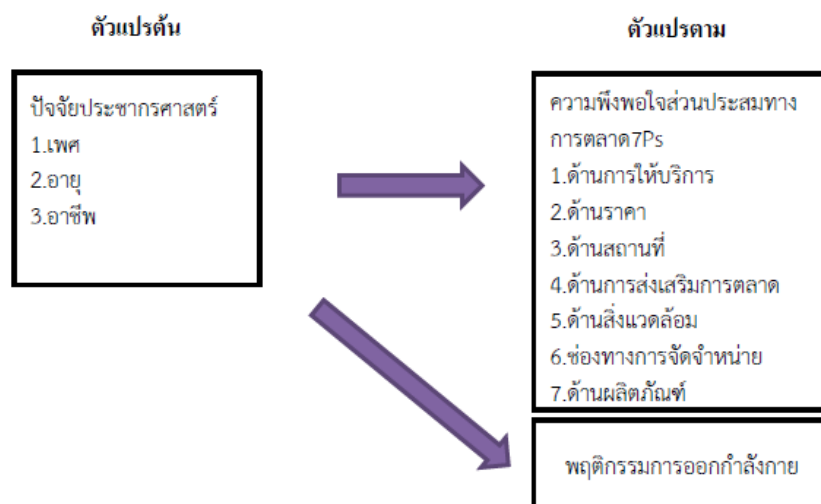 ตัวแปรต้น
ปัจจัยประชากรศาสตร์
1.เพศ
2.อายุ
3.อาชีพ
ตัวแปรตาม
ความพึงพอใจส่วนประสมทาง
การตลาด7Ps
1.ด้านการให้บริการ
2.ด้านราคา
3.ด้านสถานที่
4.ด้านการส่งเสริมการตลาด
5.ด้านสิ่งแวดล้อม
6.ช่องทางการจัดจำหน่าย
7.ด้านผลิตภัณฑ์
พฤติกรรมการออกกำลังกาย